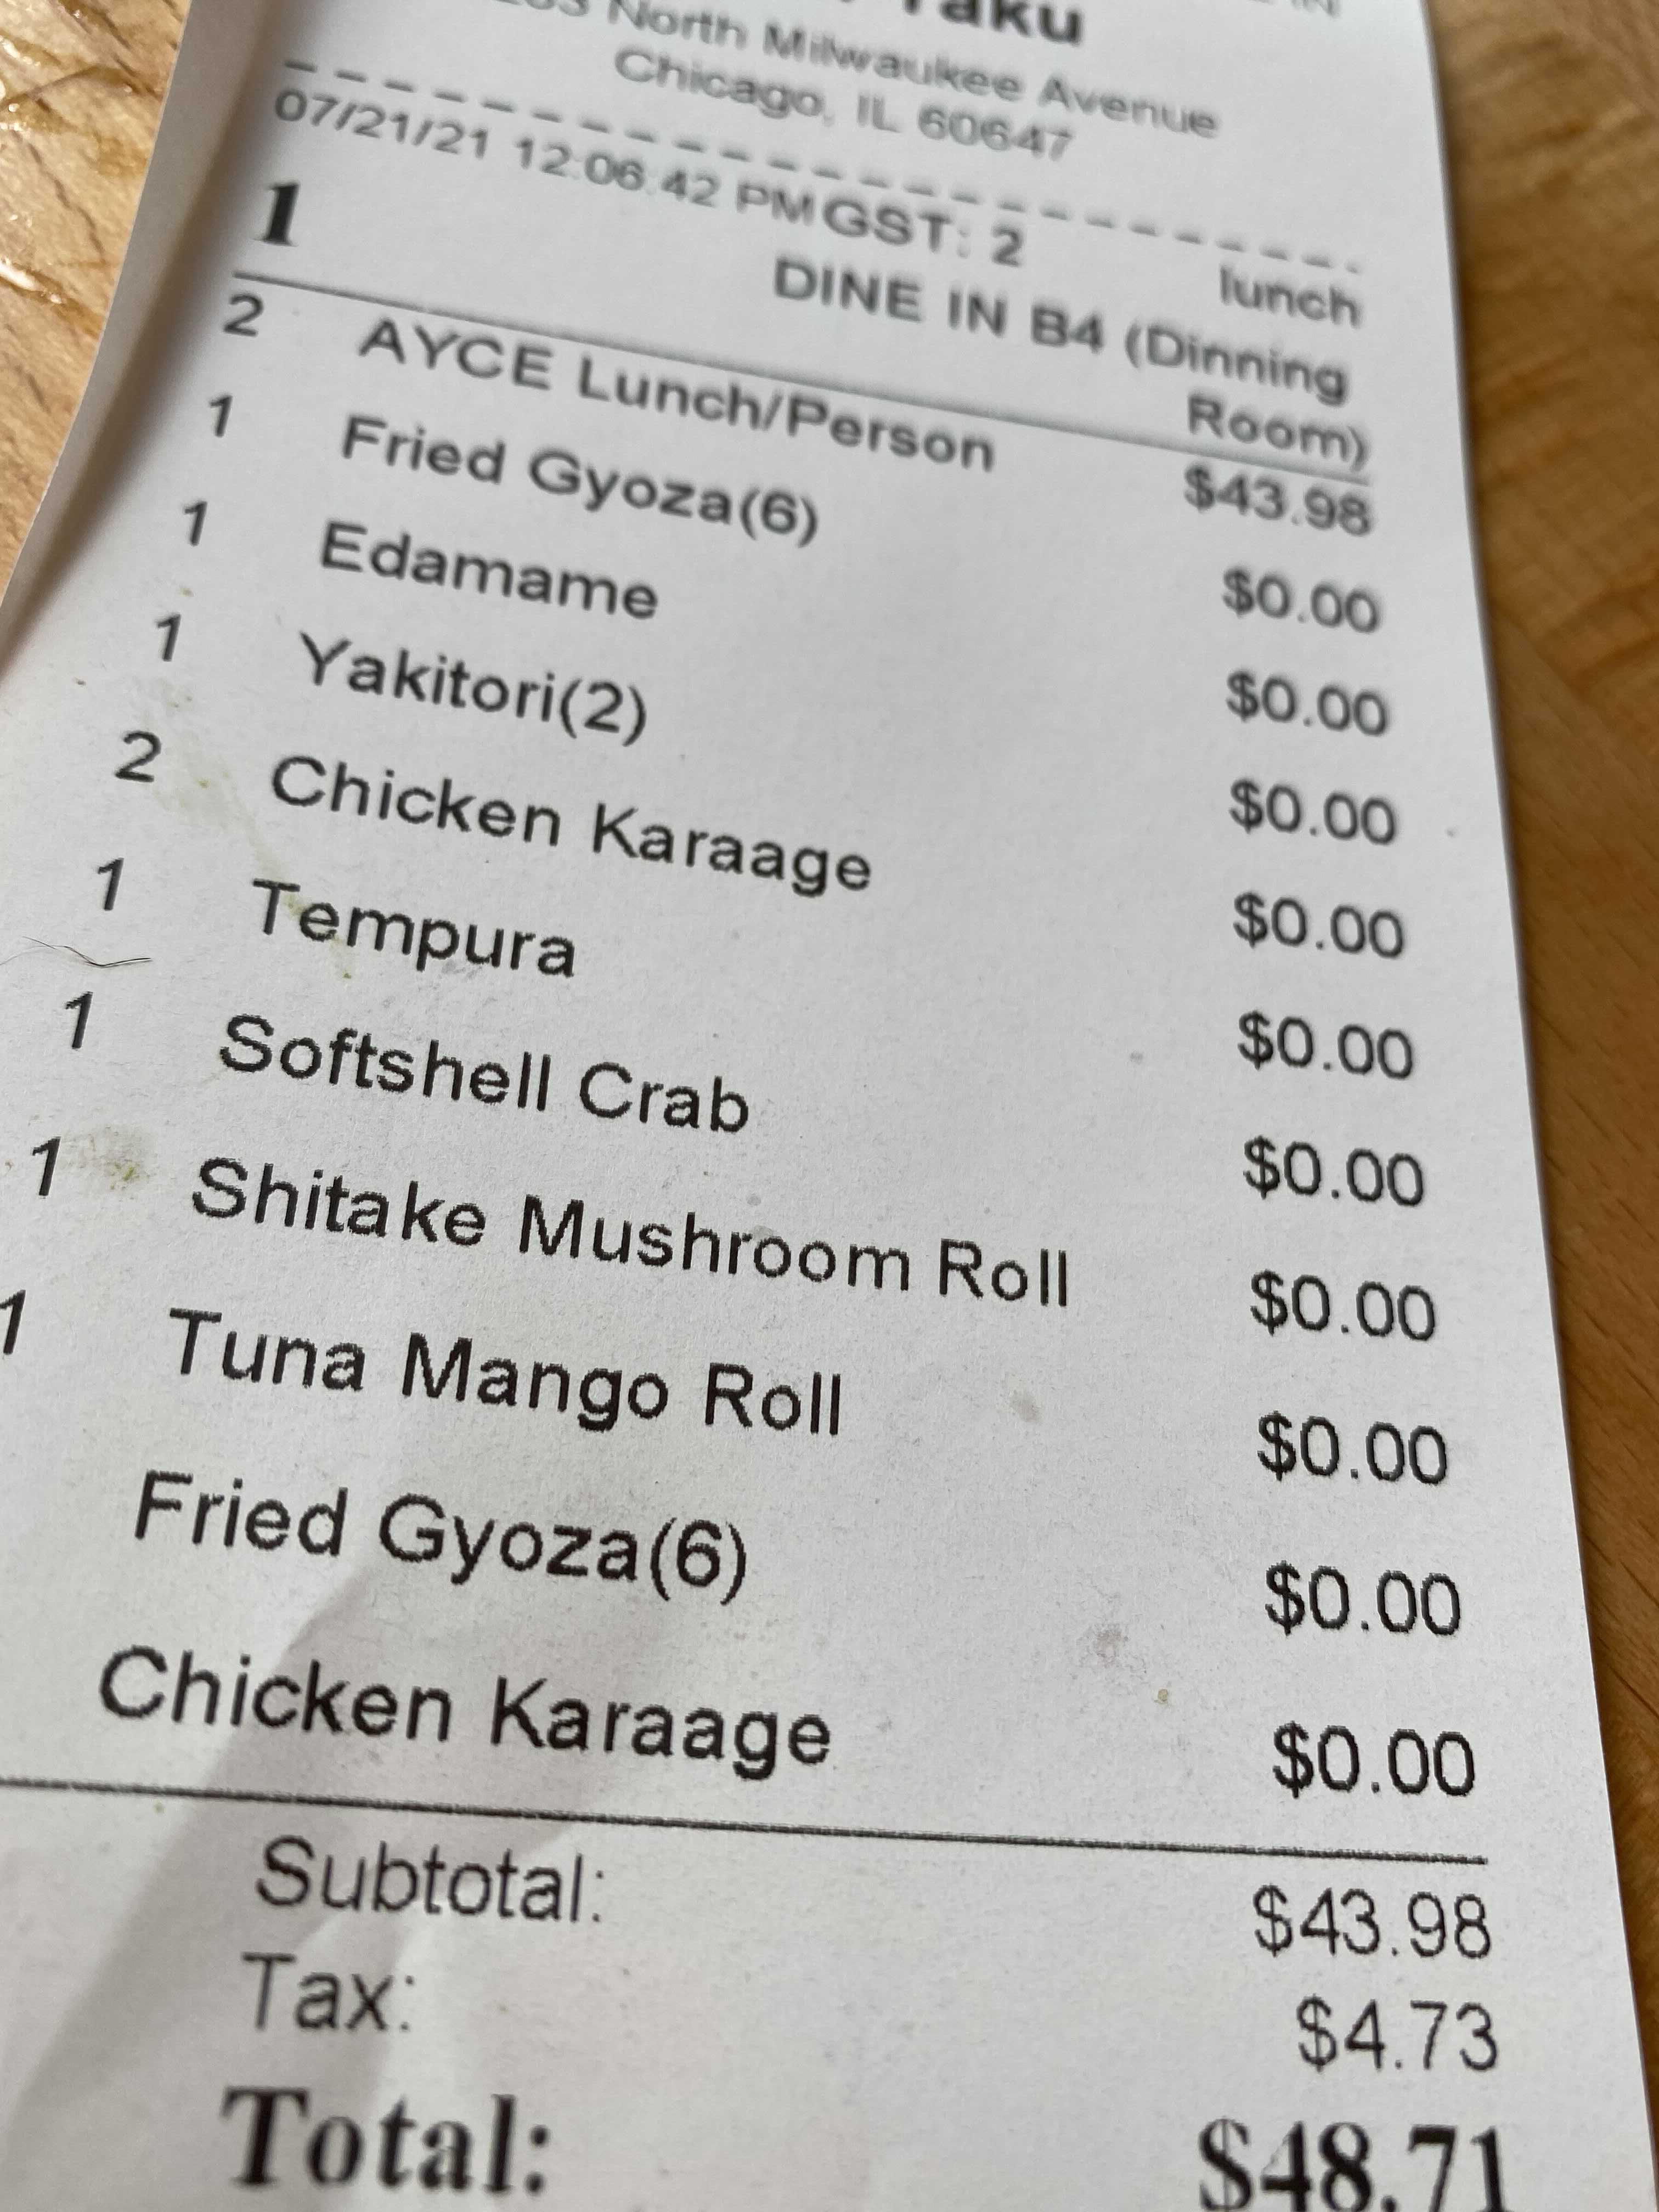 Taku
North Milwaukee Avenue
Chicago, IL 60647
07/21/21 12:06:42 PM GST: 2 lunch
1 DINE IN B4 (Dinning
Room)
2 AYCE Lunch/Person $43.98
1 Fried Gyoza(6) $0.00
1 Edamame $0.00
1 Yakitori(2) $0.00
2 Chicken Karaage $0.00
1 Tempura $0.00
1 Softshell Crab $0.00
1 Shitake Mushroom Roll $0.00
1 Tuna Mango Roll $0.00
Fried Gyoza(6) $0.00
Chicken Karaage $0.00
Subtotal: $43.98
Tax: $4.73
Total: $48.71